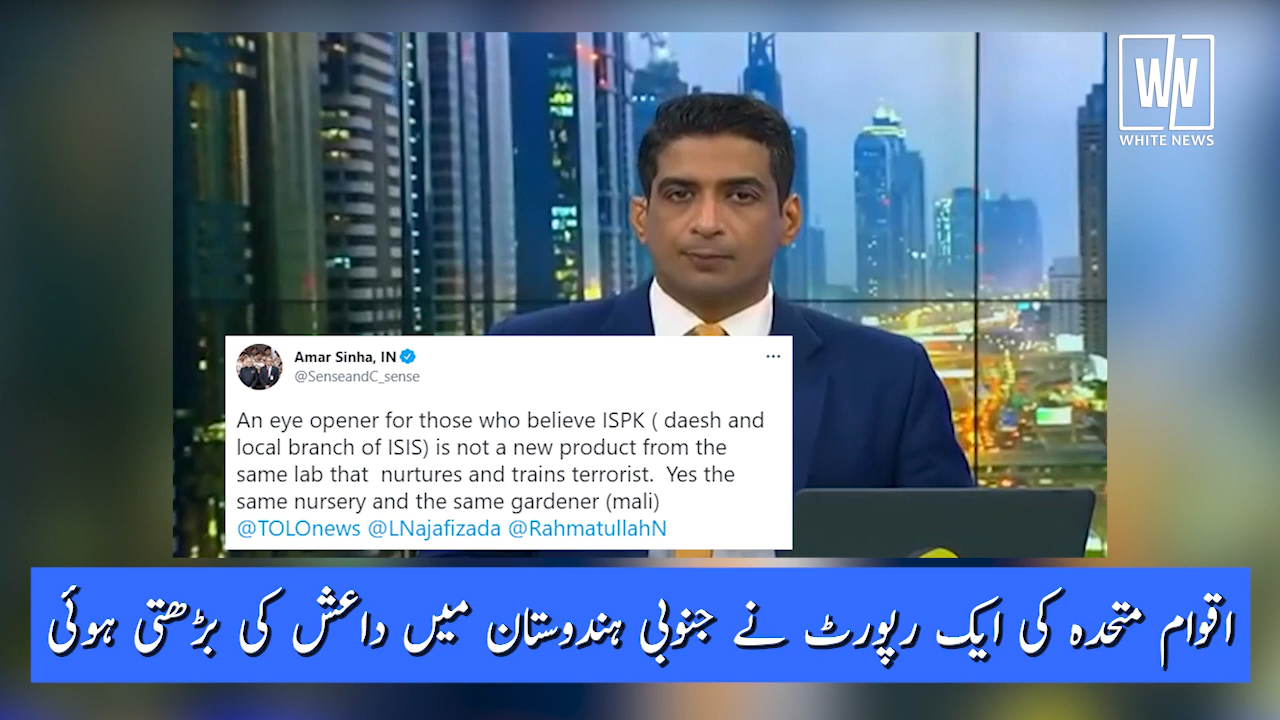 WN
WHITE NEWS
Amar Sinha, IN
@SenseandC_sense
An eye opener for those who believe ISPK ( daesh and
local branch of ISIS) is not a new product from the
same lab that  nurtures and trains terrorist.  Yes the
same nursery and the same gardener (mali)
@TOLOnews @LNajafizada @RahmatullahN
اقوام متحدہ کی ایک رپورٹ نے جنوبی ہندوستان میں داعش کی بڑھتی ہوئی